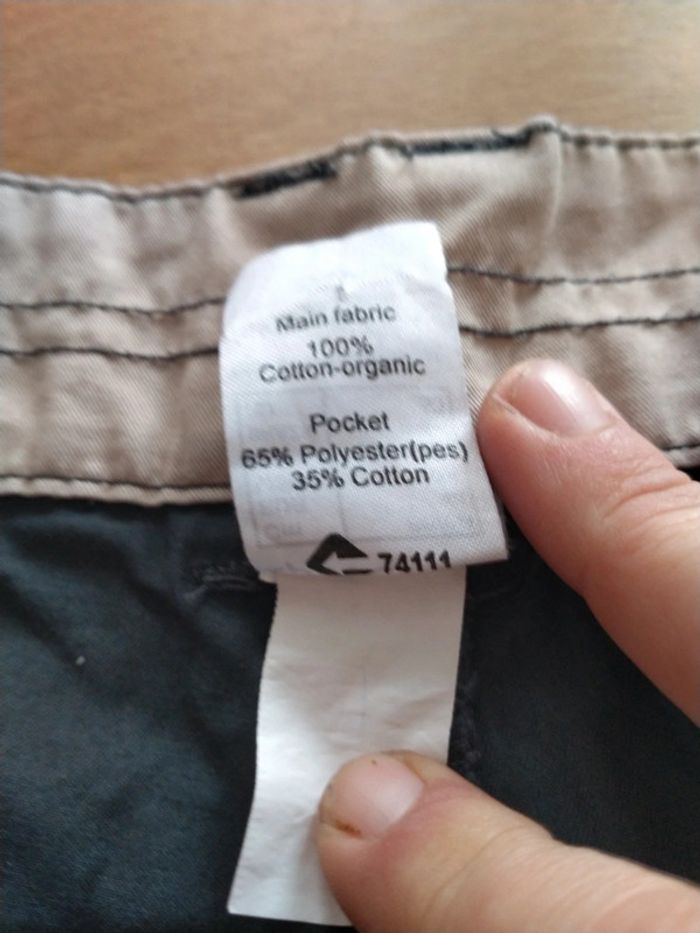 Main fabric
100%
Cotton-organic
Pocket
65% Polyester(pes)
35% Cotton
74111